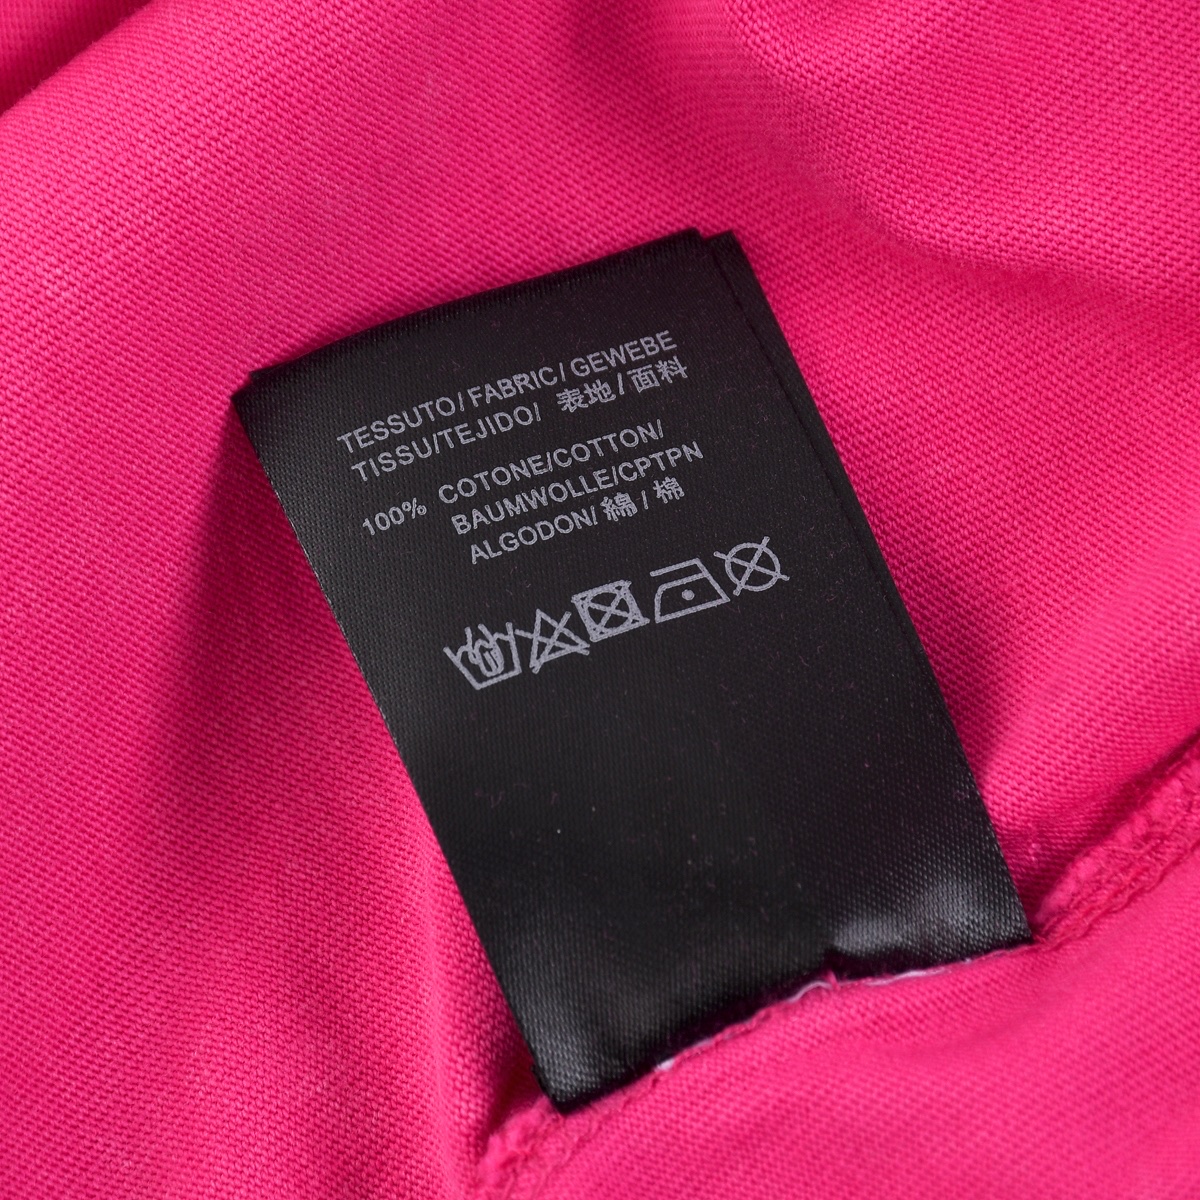 TESSUTO/FABRIC/GEWEBE
TISSU/TEJIDO/ 表地/面料
100% COTONE/COTTON/
BAUMWOLLE/CPTPN
ALGODON/ 綿/棉